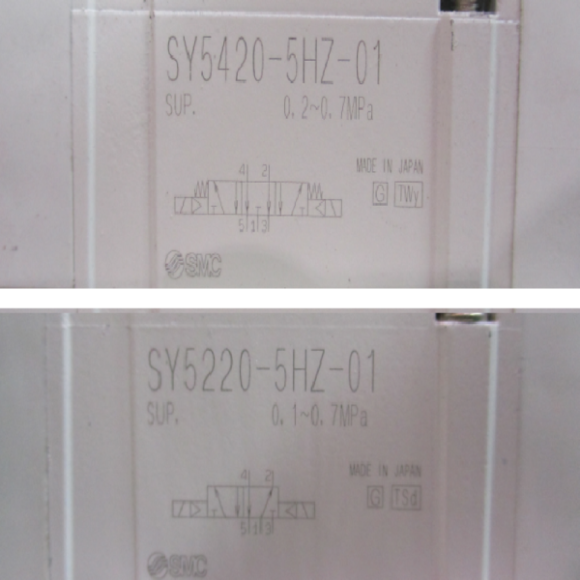 SY5420-5HZ-01
SUP. 0.2~0.7MPa
MADE IN JAPAN
4 2
G TWy
5 1 3
SMC
SY5220-5HZ-01
SUP. 0.1~0.7MPa
MADE IN JAPAN
4 2
G TSd
5 1 3
SMC